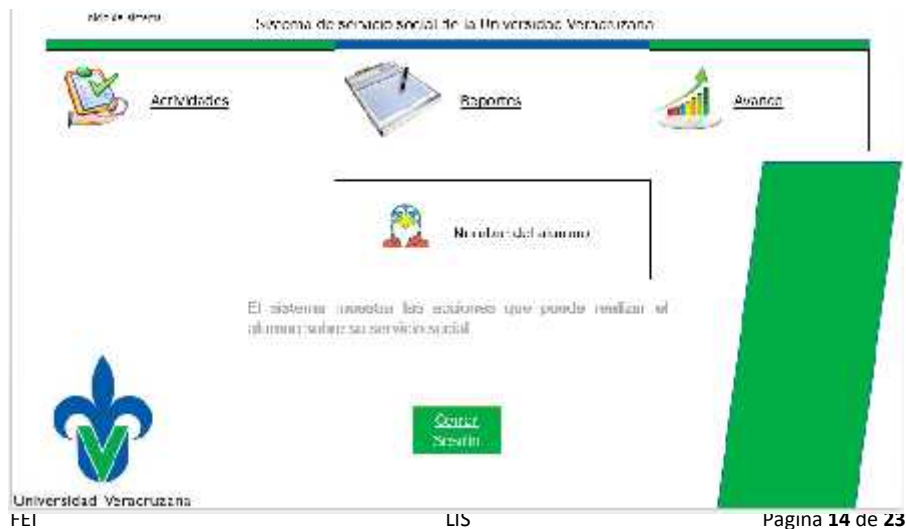 Sistema de servicio social de la Universidad Veracruzana
Actividades
Reportes
Avance
Nombre del alumno
El sistema muestra las acciones que puede realizar el
alumno sobre su servicio social
Cerrar
Sesión
Universidad Veracruzana
FEI LIS Página 14 de 23